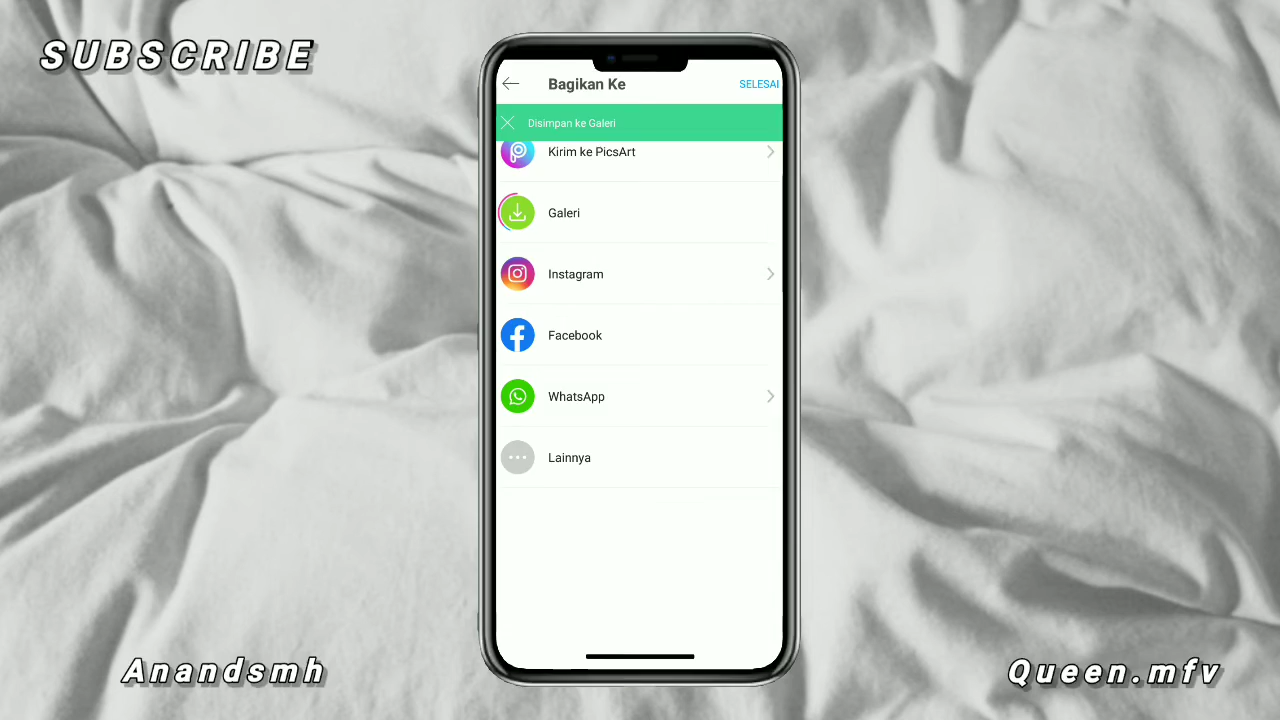 SUBSCRIBE
Bagikan Ke
SELESAI
Disimpan ke Galeri
Kirim ke PicsArt
Galeri
Instagram
Facebook
WhatsApp
Lainnya
Anandsmh
Queen.mfv